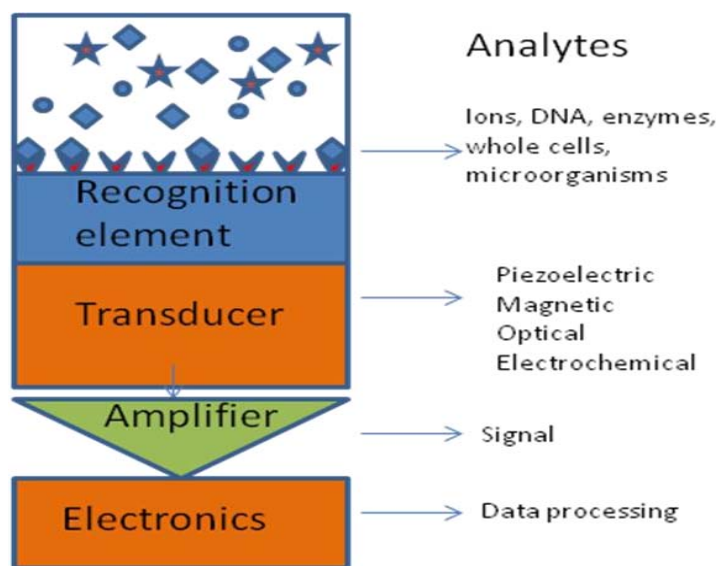 Analytes
Ions, DNA, enzymes,
whole cells,
microorganisms
Recognition
element
Transducer
Piezoelectric
Magnetic
Optical
Electrochemical
Amplifier
Signal
Electronics
Data processing